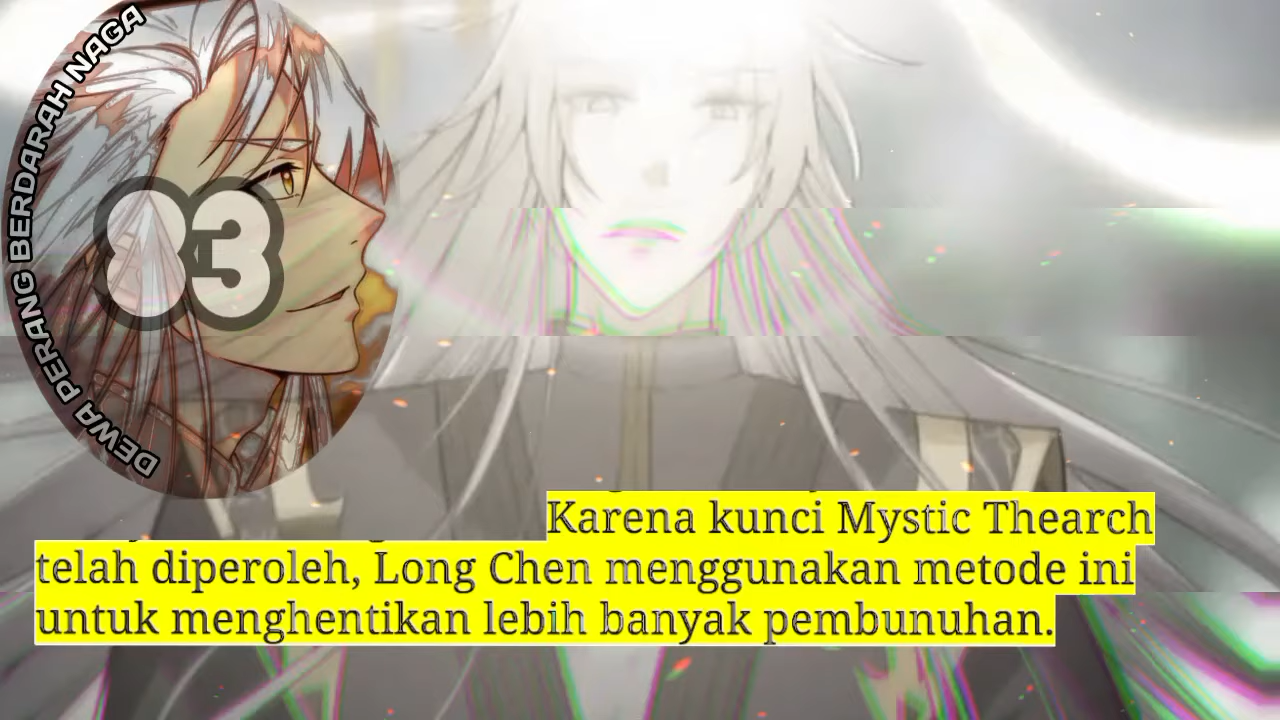 DEWA PERANG BERDARAH NAGA
83
Karena kunci Mystic Thearch
telah diperoleh, Long Chen menggunakan metode ini
untuk menghentikan lebih banyak pembunuhan.